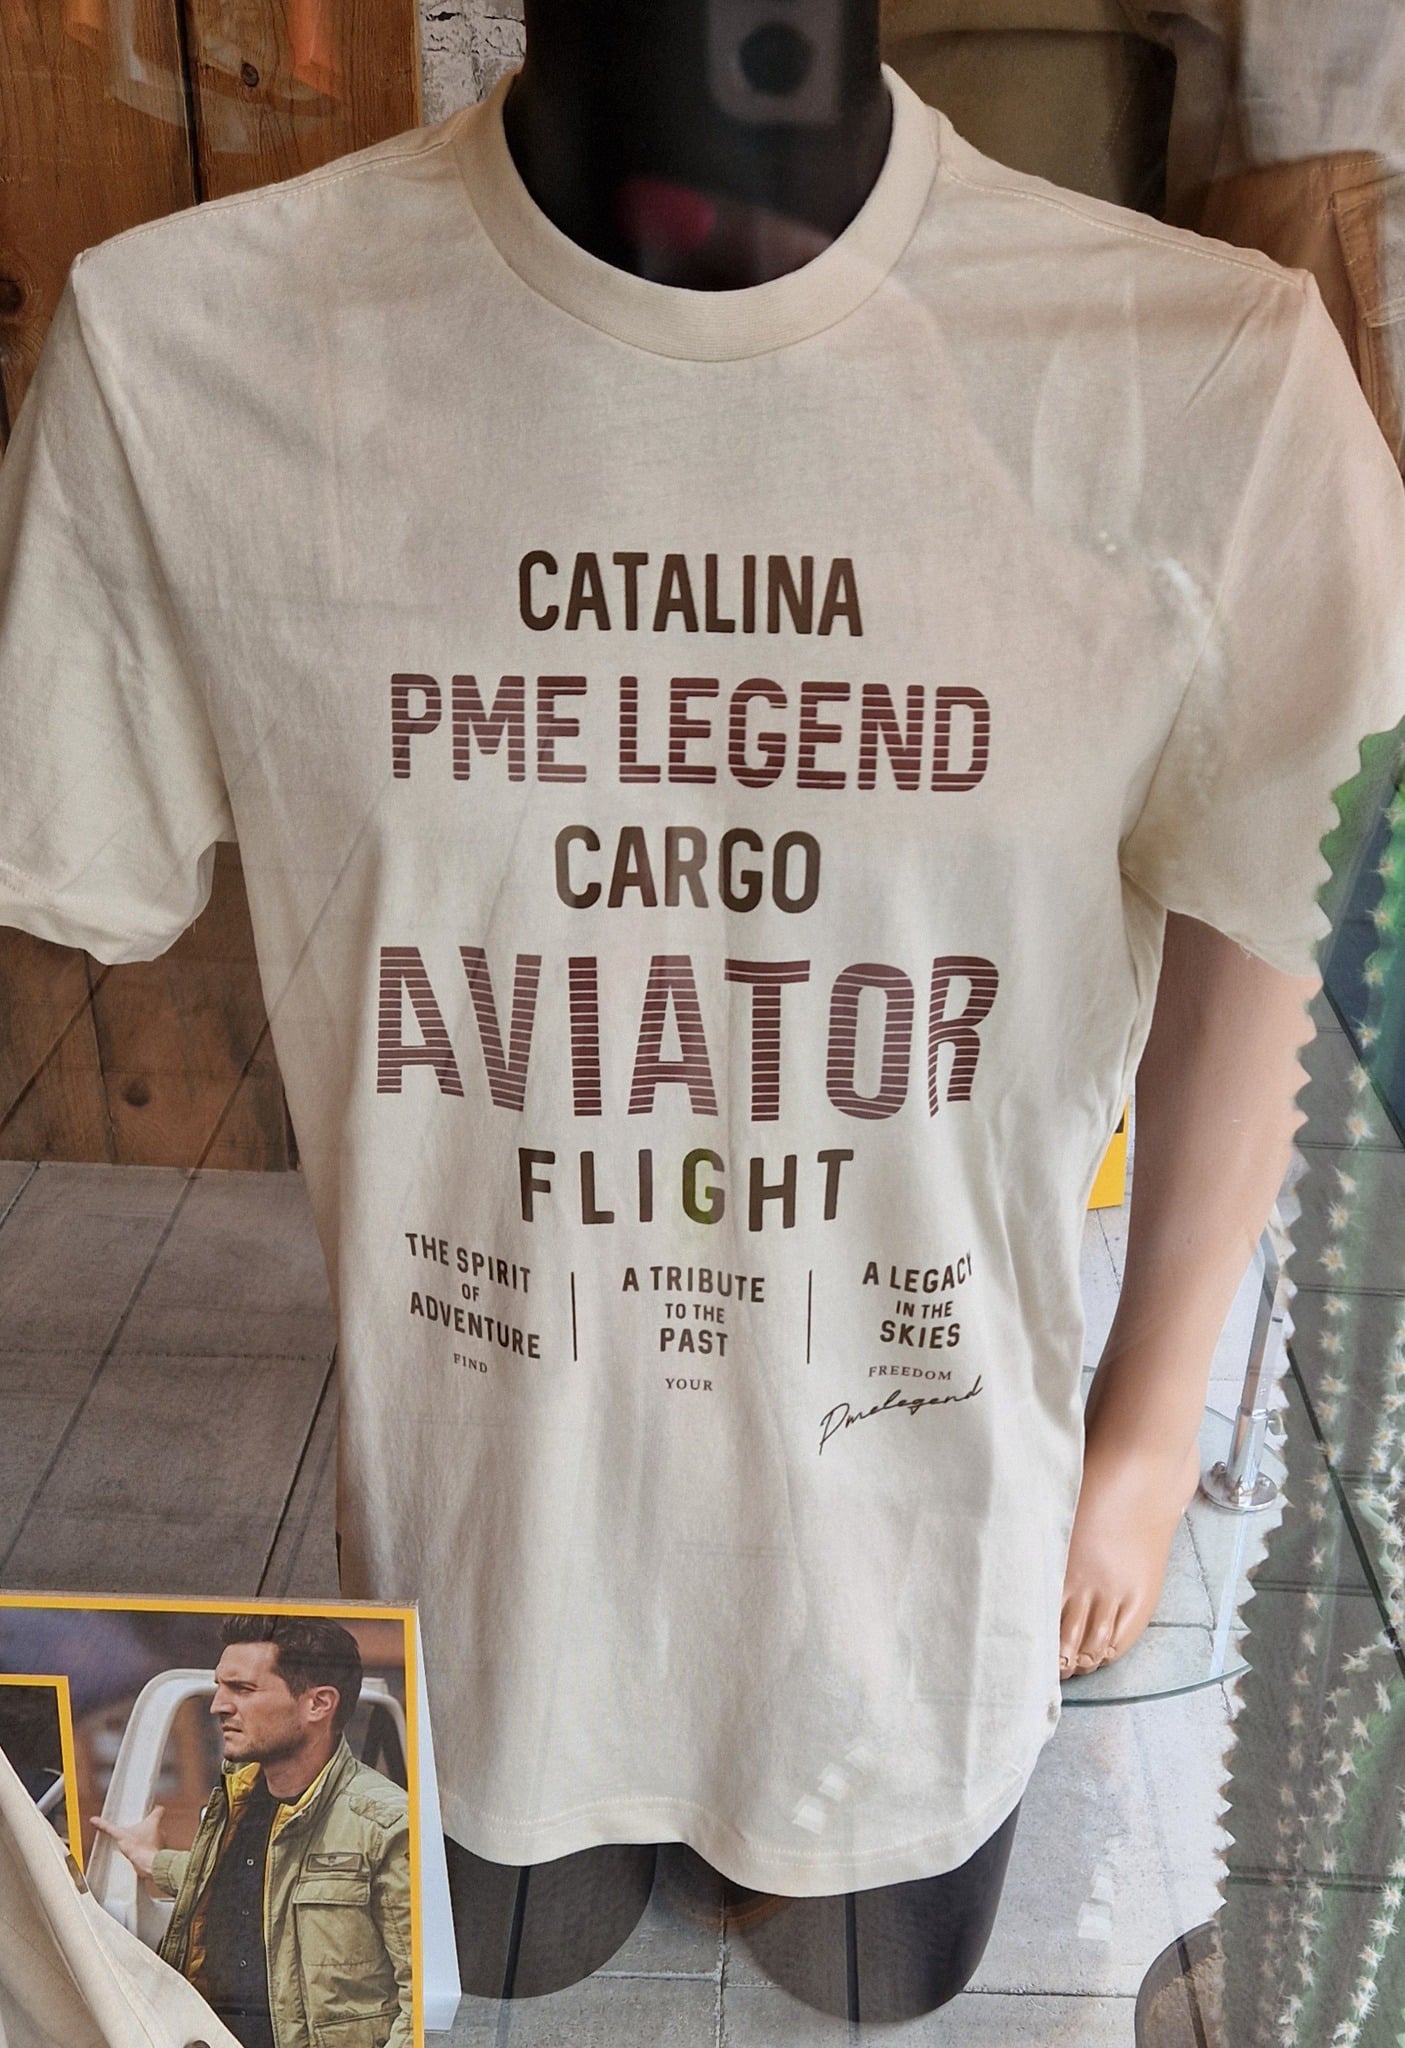 CATALINA
PME LEGEND
CARGO
AVIATOR
FLIGHT
THE SPIRIT
OF
ADVENTURE
FIND
A TRIBUTE
TO THE
PAST
YOUR
A LEGACY
IN THE
SKIES
FREEDOM
Pmelegend